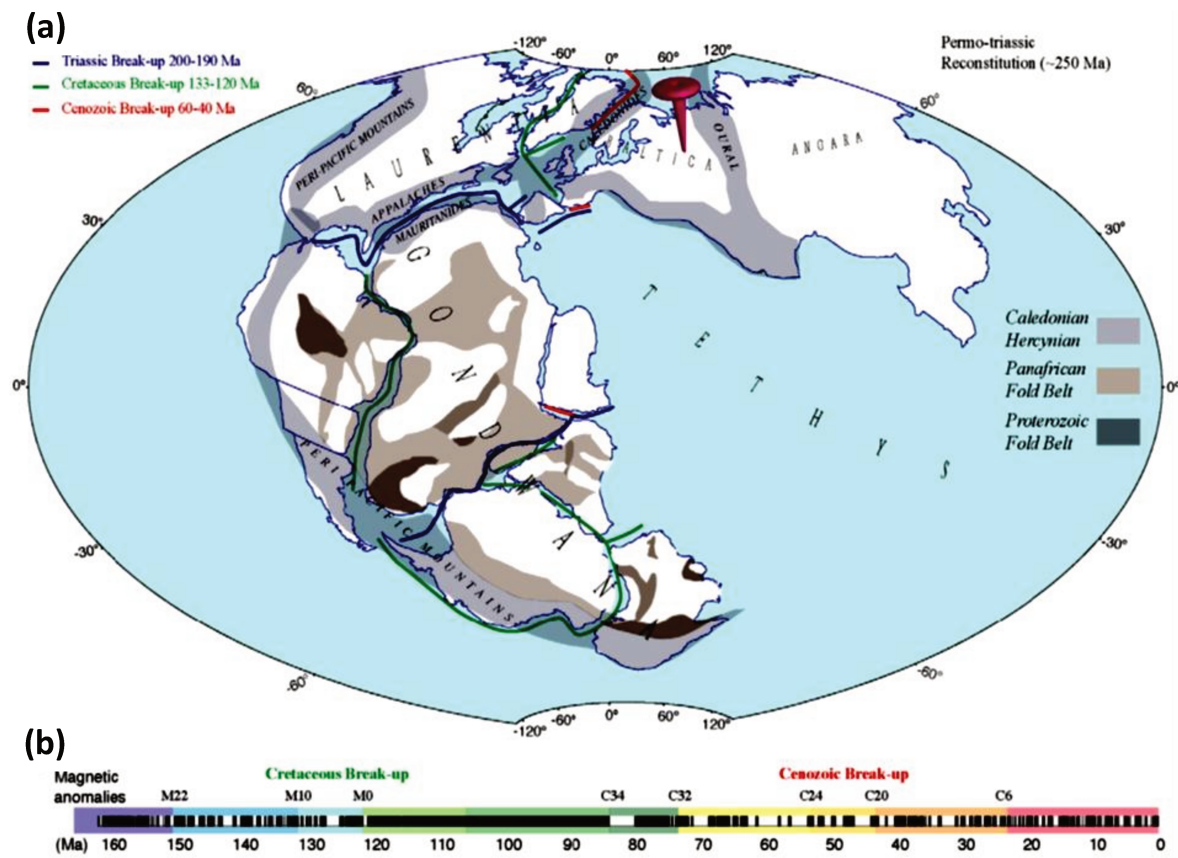 (a)
Triassic Break-up 200-190 Ma
Cretaceous Break-up 133-120 Ma
Cenozoic Break-up 60-40 Ma
Permo-triassic
Reconstitution (~250 Ma)
-120° -60° 0° 60° 120°
60° 60°
PERI-PACIFIC MOUNTAINS
LAURENTIA
CALEDONIDES
BALTICA
OURAL
ANGARA
APPALACHES
MAURITANIDES
30° 30°
TETHYS
Caledonian
Hercynian
Panafrican
Fold Belt
Proterozoic
Fold Belt
0° 0°
GONDWANA
PERI PACIFIC MOUNTAINS
-30° -30°
-60° -60°
-120° -60° 0° 60° 120°
(b)
Magnetic
anomalies
Cretaceous Break-up Cenozoic Break-up
M22 M10 M0 C34 C32 C24 C20 C6
(Ma) 160 150 140 130 120 110 100 90 80 70 60 50 40 30 20 10 0